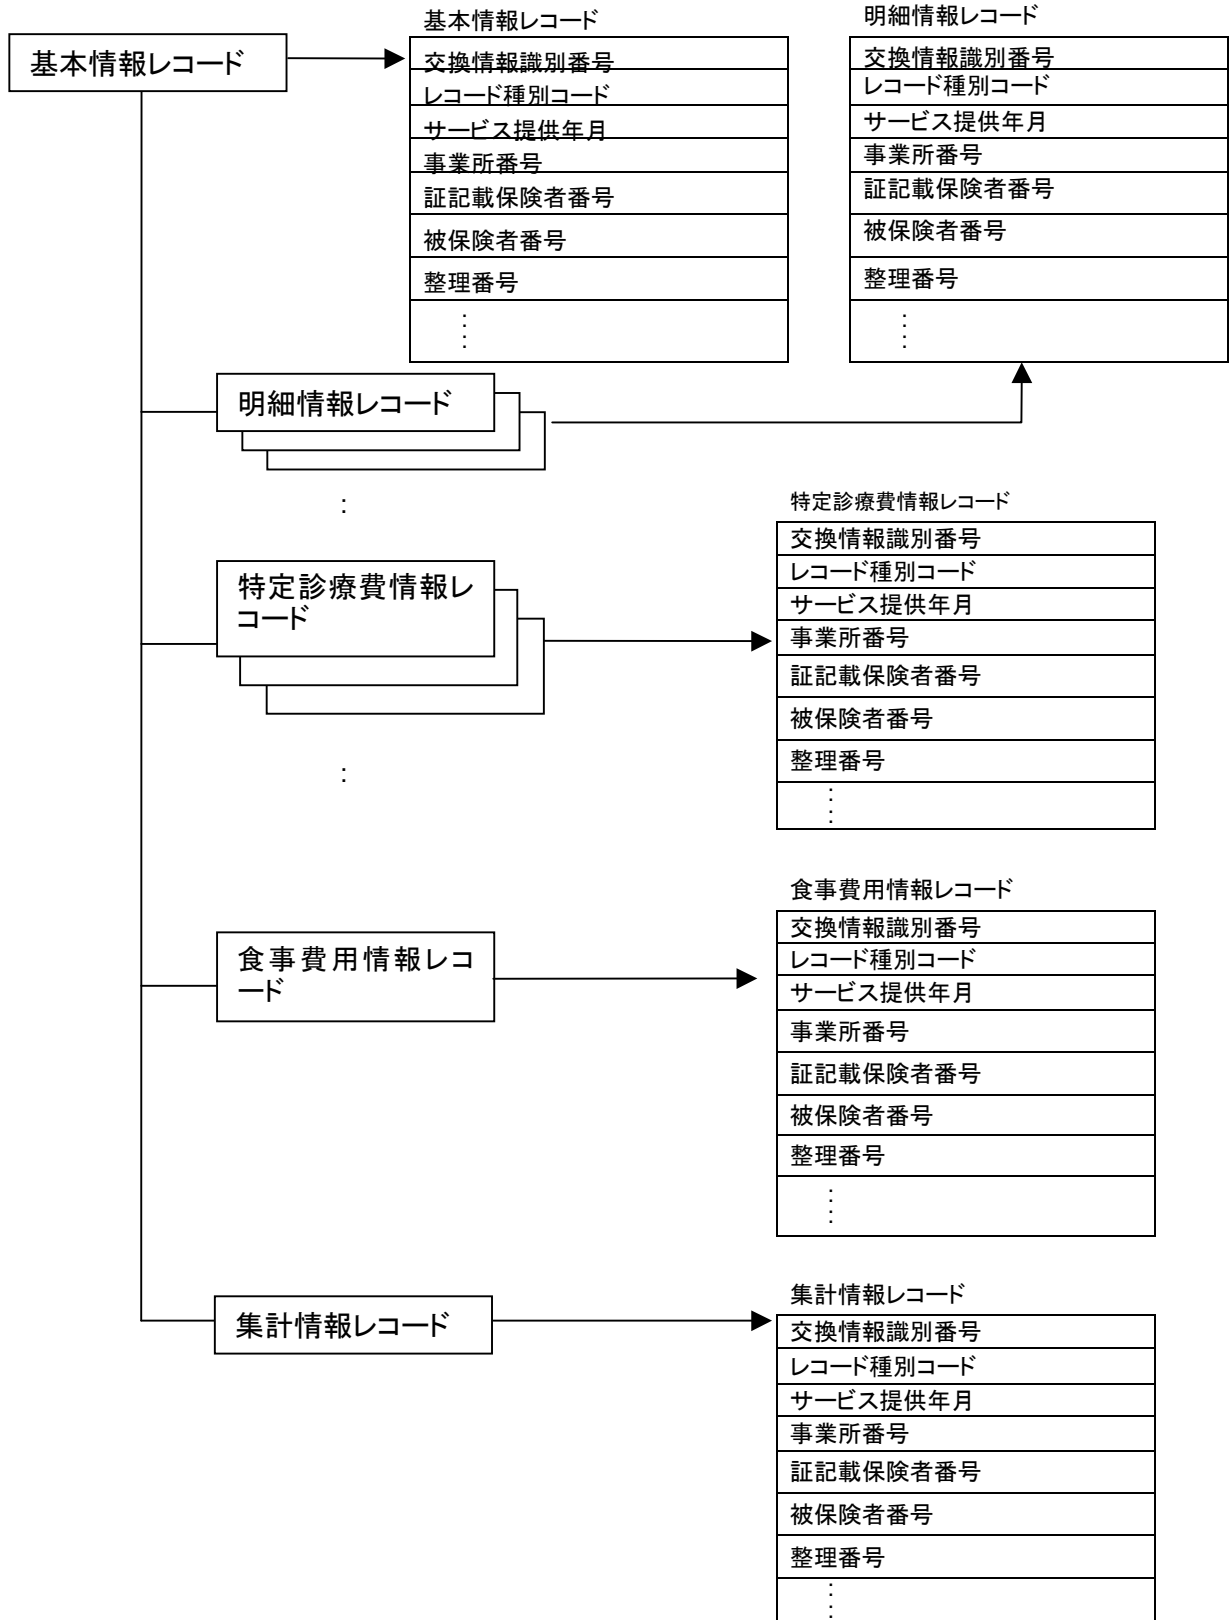 基本情報レコード
基本情報レコード
交換情報識別番号
レコード種別コード
サービス提供年月
事業所番号
証記載保険者番号
被保険者番号
整理番号
：
：
明細情報レコード
交換情報識別番号
レコード種別コード
サービス提供年月
事業所番号
証記載保険者番号
被保険者番号
整理番号
：
：
明細情報レコード
：
特定診療費情報レ
コード
：
特定診療費情報レコード
交換情報識別番号
レコード種別コード
サービス提供年月
事業所番号
証記載保険者番号
被保険者番号
整理番号
：
：
食事費用情報レコ
ード
食事費用情報レコード
交換情報識別番号
レコード種別コード
サービス提供年月
事業所番号
証記載保険者番号
被保険者番号
整理番号
：
：
集計情報レコード
集計情報レコード
交換情報識別番号
レコード種別コード
サービス提供年月
事業所番号
証記載保険者番号
被保険者番号
整理番号
：
：